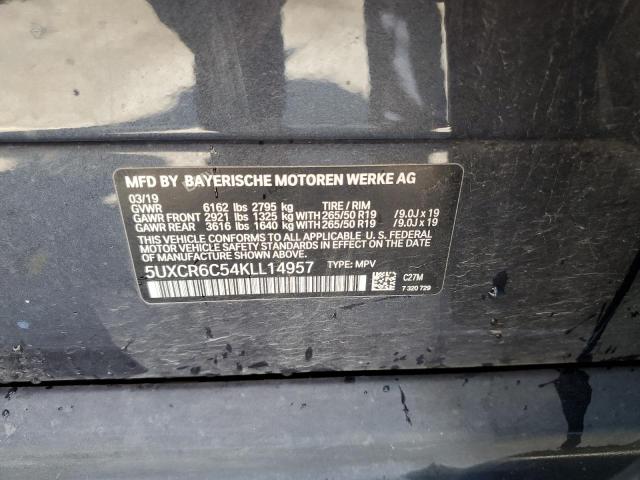 MFD BY BAYERISCHE MOTOREN WERKE AG
03/19
GVWR 6162 lbs 2795 kg TIRE / RIM
GAWR FRONT 2921 lbs 1325 kg WITH 265/50 R19 / 9.0J x 19
GAWR REAR 3616 lbs 1640 kg WITH 265/50 R19 / 9.0J x 19
THIS VEHICLE CONFORMS TO ALL APPLICABLE U. S. FEDERAL
MOTOR VEHICLE SAFETY STANDARDS IN EFFECT ON THE DATE OF
MANUFACTURE SHOWN ABOVE.
5UXCR6C54KLL14957 TYPE: MPV
C27M
7 320 729